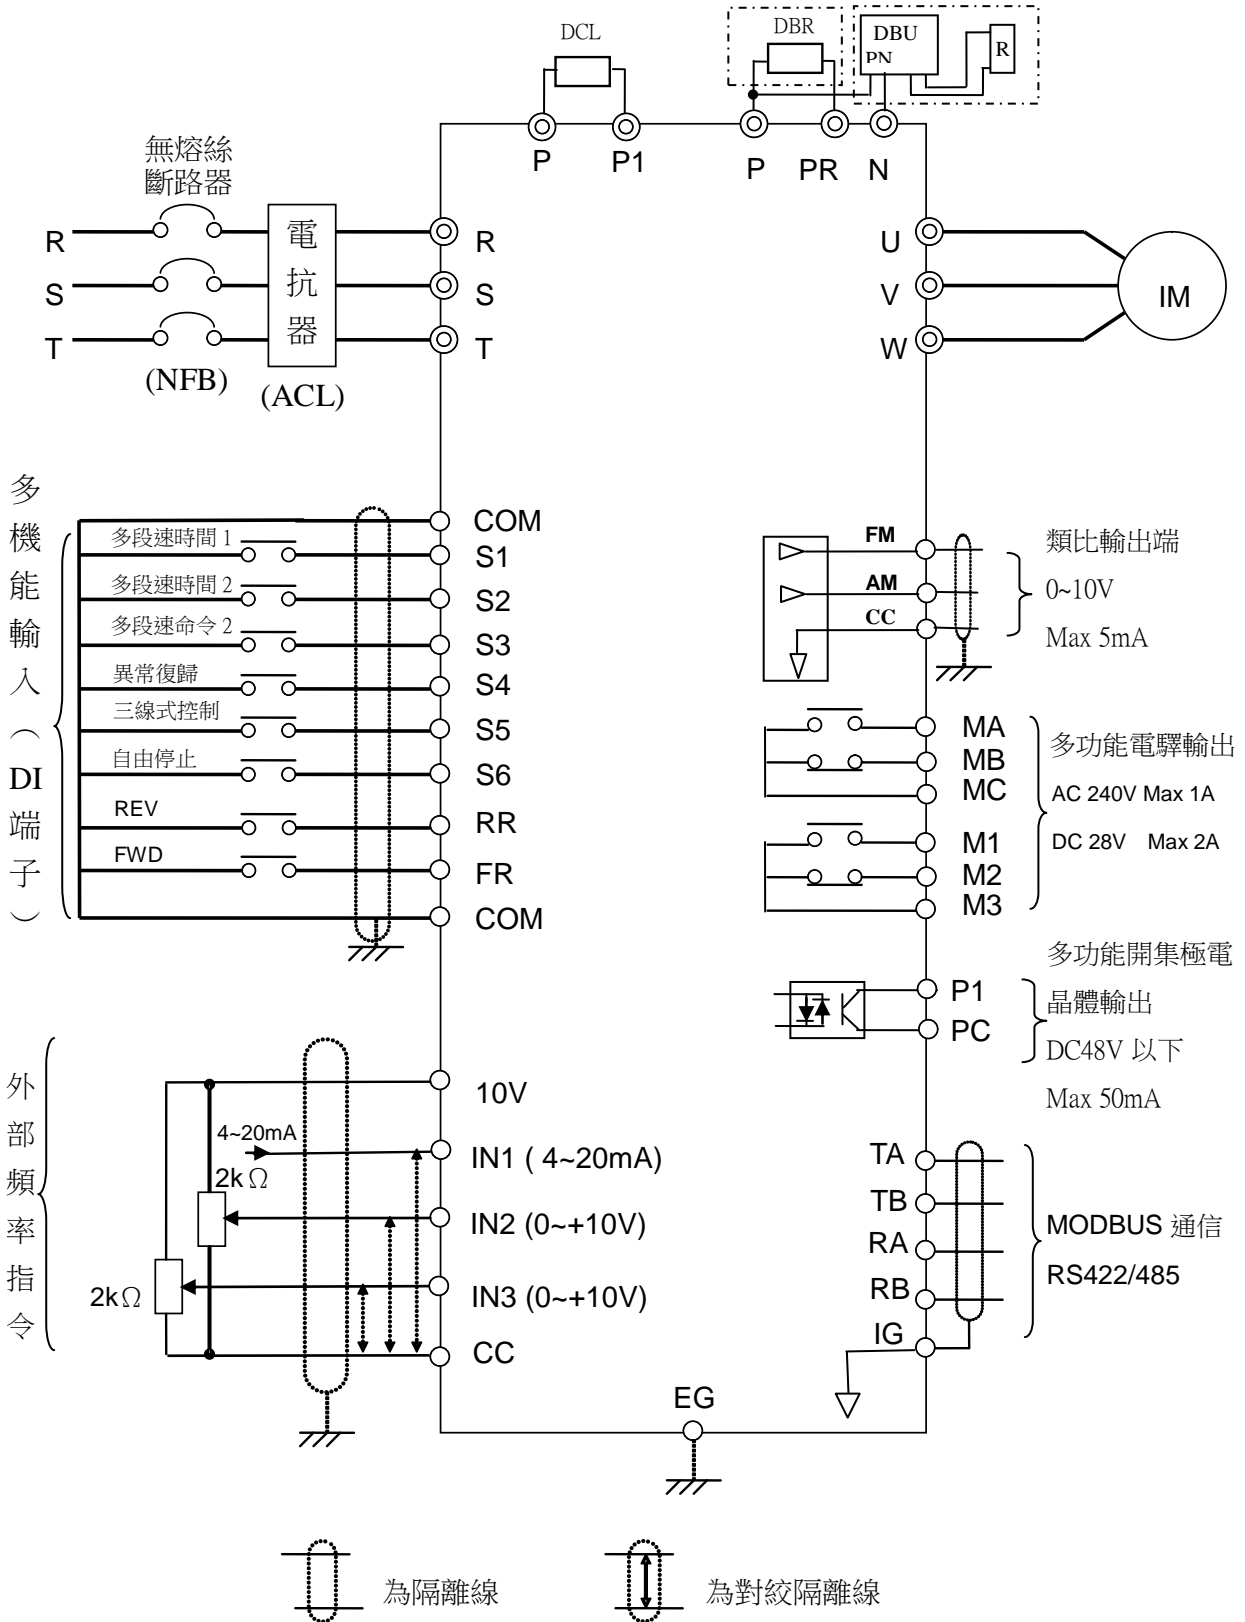 DCL
DBR
DBU
PN
R
P
P1
P
PR
N
無熔絲
斷路器
R
S
T
(NFB)
電抗器
(ACL)
R
S
T
U
V
W
IM
多機能輸入（DI端子）
COM
多段速時間 1
S1
多段速時間 2
S2
多段速命令 2
S3
異常復歸
S4
三線式控制
S5
自由停止
S6
REV
RR
FWD
FR
COM
FM
AM
CC
類比輸出端
0~10V
Max 5mA
MA
MB
MC
M1
M2
M3
多功能電驛輸出
AC 240V Max 1A
DC 28V Max 2A
P1
PC
多功能開集極電
晶體輸出
DC48V 以下
Max 50mA
外部頻率指令
10V
4~20mA
IN1 ( 4~20mA)
2kΩ
IN2 (0~+10V)
2kΩ
IN3 (0~+10V)
CC
TA
TB
RA
RB
IG
MODBUS 通信
RS422/485
EG
為隔離線
為對絞隔離線